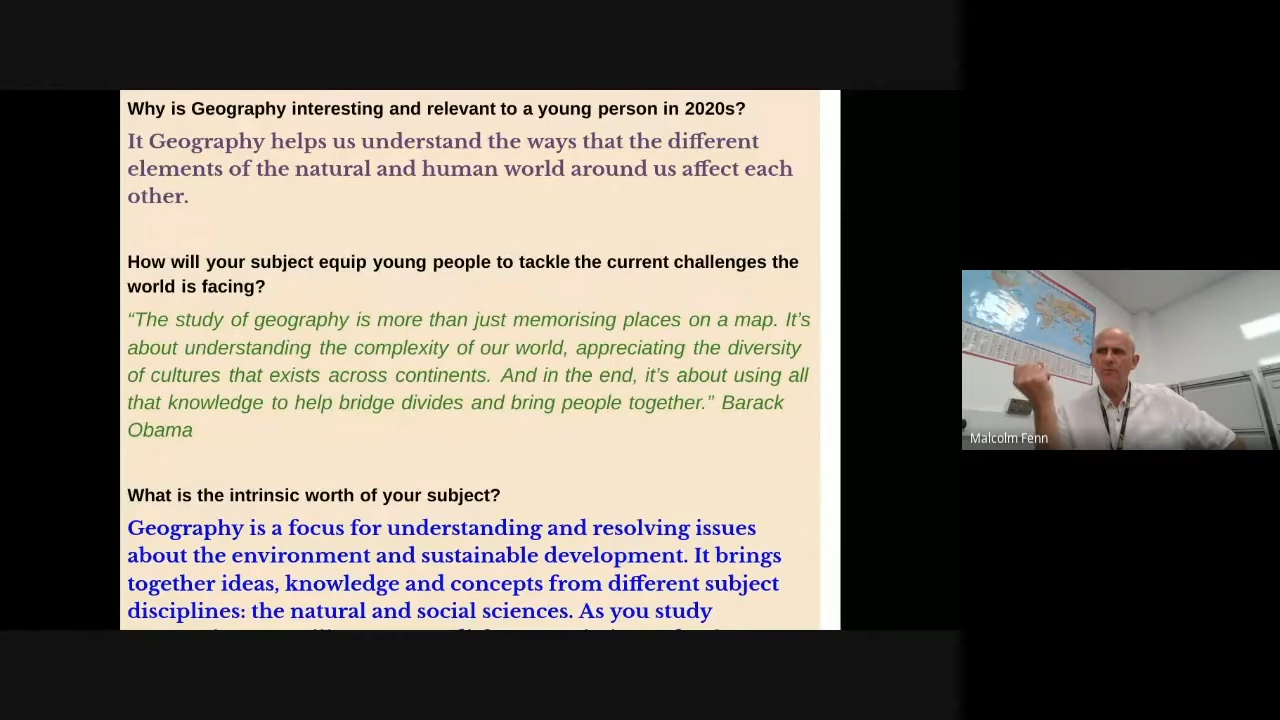 Why is Geography interesting and relevant to a young person in 2020s?
It Geography helps us understand the ways that the different
elements of the natural and human world around us affect each
other.
How will your subject equip young people to tackle the current challenges the
world is facing?
“The study of geography is more than just memorising places on a map. It’s
about understanding the complexity of our world, appreciating the diversity
of cultures that exists across continents. And in the end, it’s about using all
that knowledge to help bridge divides and bring people together.” Barack
Obama
What is the intrinsic worth of your subject?
Geography is a focus for understanding and resolving issues
about the environment and sustainable development. It brings
together ideas, knowledge and concepts from different subject
disciplines: the natural and social sciences. As you study
Malcolm Fenn